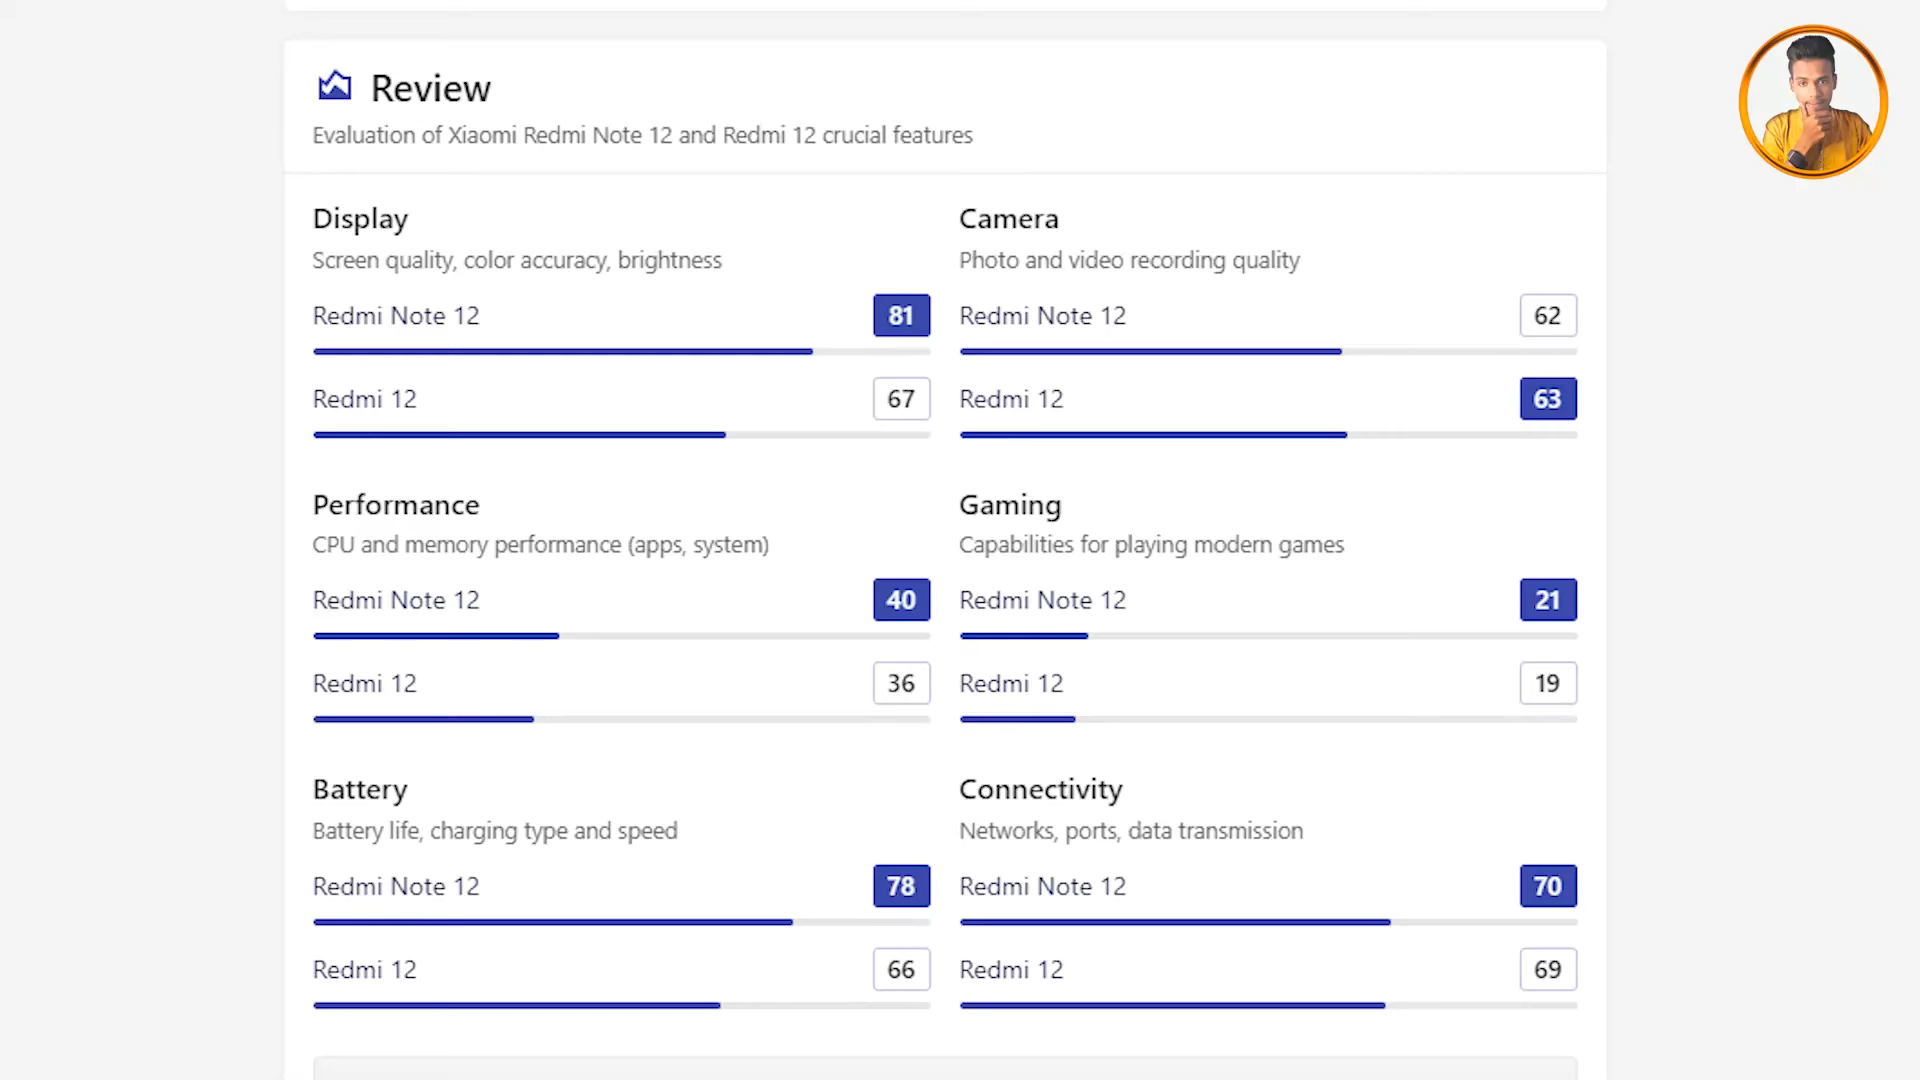 Review
Evaluation of Xiaomi Redmi Note 12 and Redmi 12 crucial features
Display
Screen quality, color accuracy, brightness
Redmi Note 12 81
Redmi 12 67
Camera
Photo and video recording quality
Redmi Note 12 62
Redmi 12 63
Performance
CPU and memory performance (apps, system)
Redmi Note 12 40
Redmi 12 36
Gaming
Capabilities for playing modern games
Redmi Note 12 21
Redmi 12 19
Battery
Battery life, charging type and speed
Redmi Note 12 78
Redmi 12 66
Connectivity
Networks, ports, data transmission
Redmi Note 12 70
Redmi 12 69